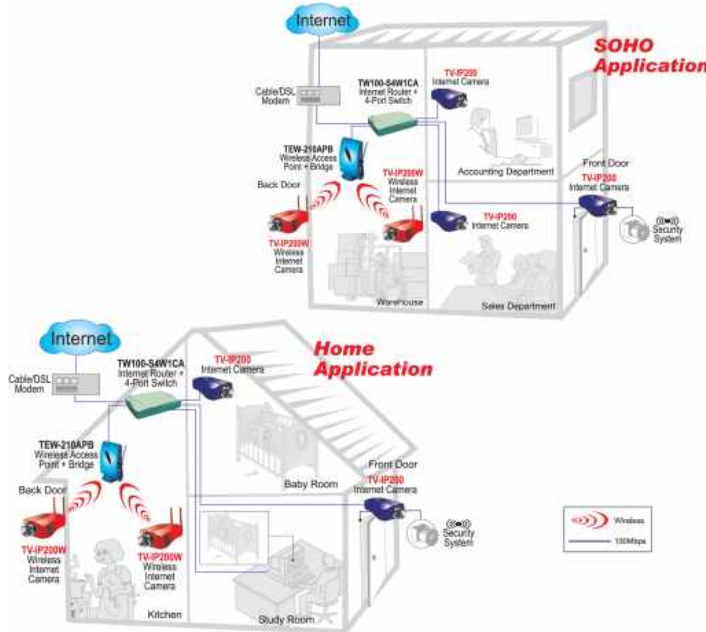 Internet
SOHO
Application
Cable/DSL
Modem
TW100-S4W1CA
Internet Router +
4-Port Switch
TV-IP200
Internet Camera
TEW-210APB
Wireless Access
Point + Bridge
Accounting Department
Front Door
TV-IP200
Internet Camera
Back Door
TV-IP200W
Wireless
Internet
Camera
TV-IP200
Internet Camera
Security
System
TV-IP200W
Wireless
Internet
Camera
Warehouse
Sales Department
Internet
Home
Application
Cable/DSL
Modem
TW100-S4W1CA
Internet Router +
4-Port Switch
TV-IP200
Internet Camera
TEW-210APB
Wireless Access
Point + Bridge
Baby Room
Front Door
TV-IP200
Internet Camera
Back Door
Security
System
TV-IP200W
Wireless
Internet
Camera
TV-IP200W
Wireless
Internet
Camera
Kitchen
Study Room
Wireless
100Mbps